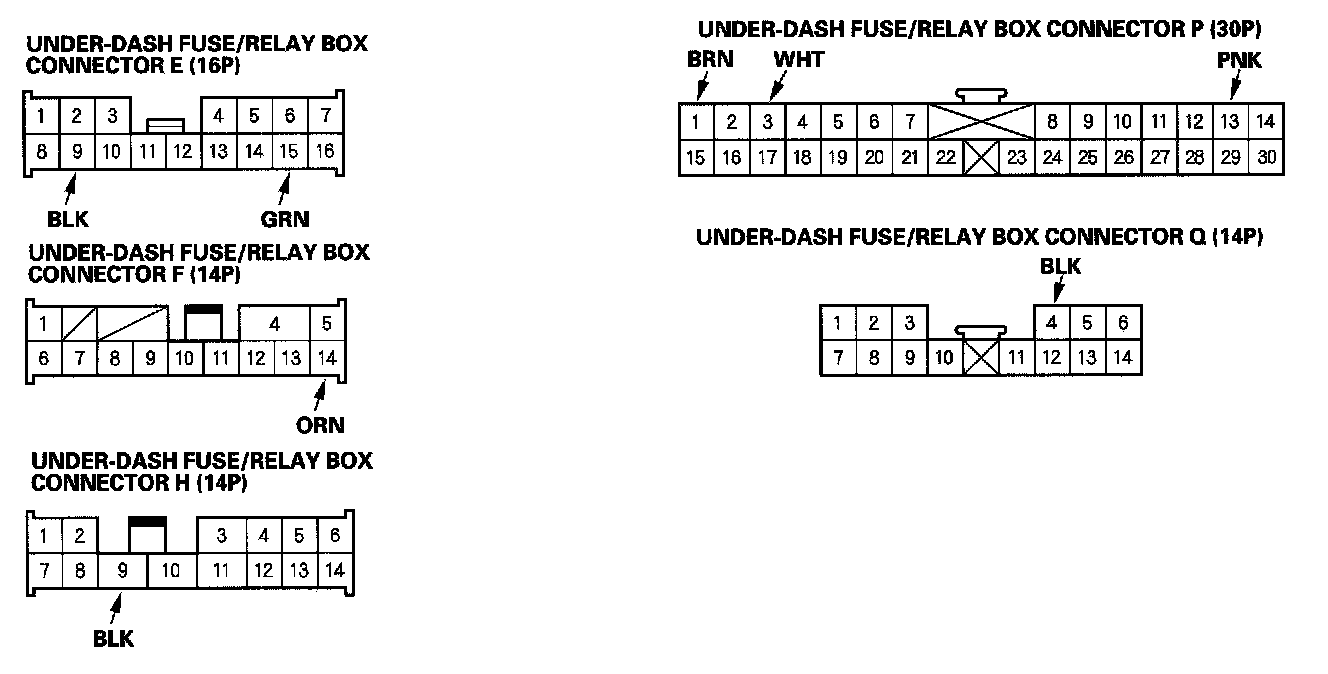 UNDER-DASH FUSE/RELAY BOX
CONNECTOR E (16P)
1 2 3 4 5 6 7
8 9 10 11 12 13 14 15 16
BLK GRN
UNDER-DASH FUSE/RELAY BOX
CONNECTOR F (14P)
1 4 5
6 7 8 9 10 11 12 13 14
ORN
UNDER-DASH FUSE/RELAY BOX
CONNECTOR H (14P)
1 2 3 4 5 6
7 8 9 10 11 12 13 14
BLK
UNDER-DASH FUSE/RELAY BOX CONNECTOR P (30P)
BRN WHT PNK
1 2 3 4 5 6 7 8 9 10 11 12 13 14
15 16 17 18 19 20 21 22 23 24 25 26 27 28 29 30
UNDER-DASH FUSE/RELAY BOX CONNECTOR Q (14P)
BLK
1 2 3 4 5 6
7 8 9 10 11 12 13 14